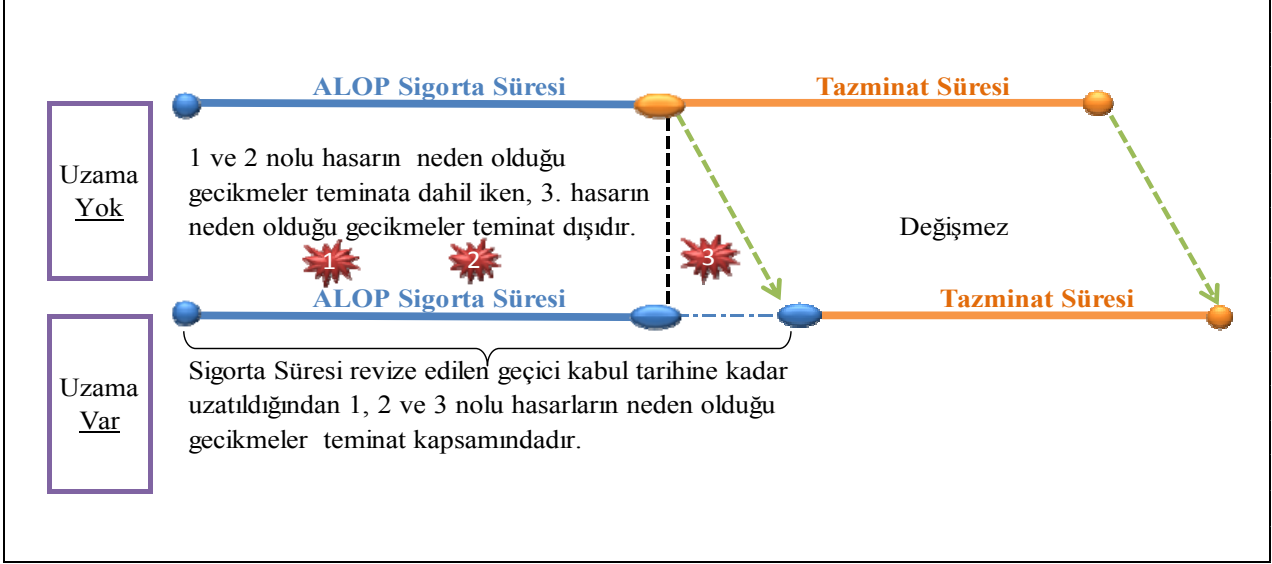 ALOP Sigorta Süresi
Tazminat Süresi
Uzama
Yok
1 ve 2 nolu hasarın neden olduğu
gecikmeler teminata dahil iken, 3. hasarın
neden olduğu gecikmeler teminat dışıdır.
Değişmez
1
2
3
ALOP Sigorta Süresi
Tazminat Süresi
Uzama
Var
Sigorta Süresi revize edilen geçici kabul tarihine kadar
uzatıldığından 1, 2 ve 3 nolu hasarların neden olduğu
gecikmeler teminat kapsamındadır.